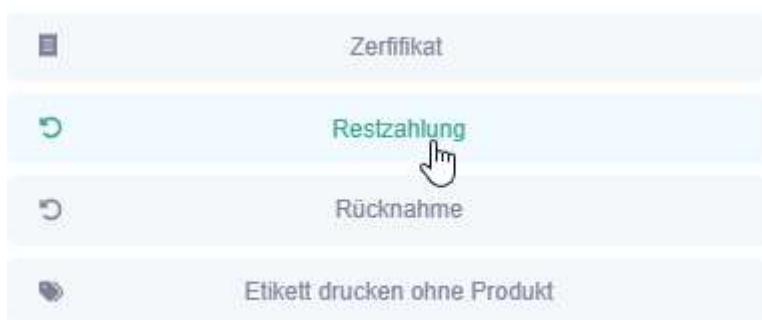 Zerfifikat
Restzahlung
Rücknahme
Etikett drucken ohne Produkt